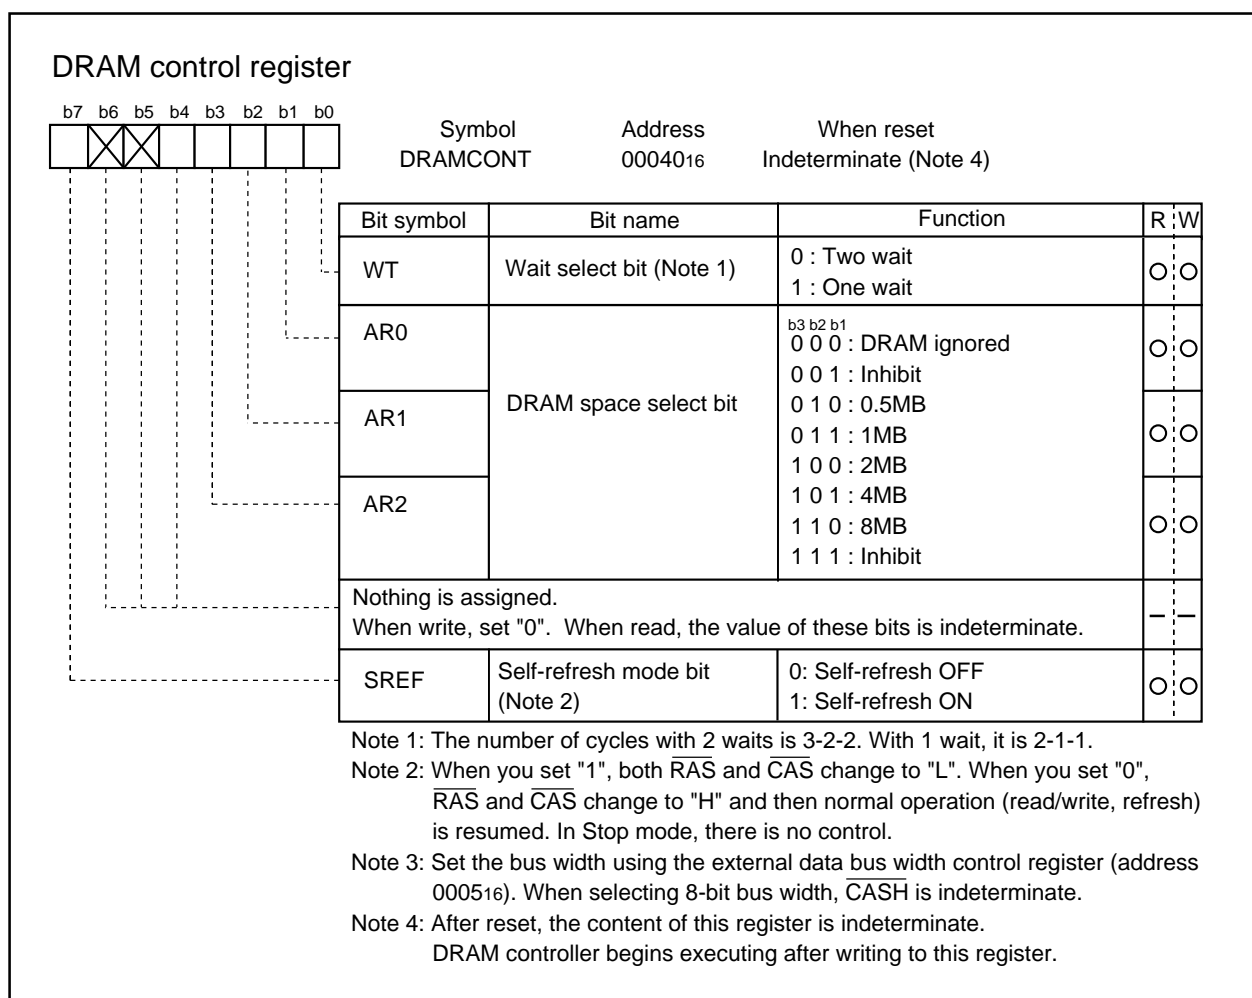 DRAM control register
b7 b6 b5 b4 b3 b2 b1 b0
Symbol Address When reset
DRAMCONT 00040₁₆ Indeterminate (Note 4)
Bit symbol Bit name Function R W
WT Wait select bit (Note 1) 0 : Two wait
1 : One wait
AR0 DRAM space select bit b3 b2 b1
0 0 0 : DRAM ignored
0 0 1 : Inhibit
AR1 0 1 0 : 0.5MB
0 1 1 : 1MB
1 0 0 : 2MB
AR2 1 0 1 : 4MB
1 1 0 : 8MB
1 1 1 : Inhibit
Nothing is assigned.
When write, set "0". When read, the value of these bits is indeterminate.
SREF Self-refresh mode bit 0: Self-refresh OFF
(Note 2) 1: Self-refresh ON
Note 1: The number of cycles with 2 waits is 3-2-2. With 1 wait, it is 2-1-1.
Note 2: When you set "1", both R̅A̅S̅ and C̅A̅S̅ change to "L". When you set "0",
R̅A̅S̅ and C̅A̅S̅ change to "H" and then normal operation (read/write, refresh)
is resumed. In Stop mode, there is no control.
Note 3: Set the bus width using the external data bus width control register (address
0005₁₆). When selecting 8-bit bus width, C̅A̅S̅H̅ is indeterminate.
Note 4: After reset, the content of this register is indeterminate.
DRAM controller begins executing after writing to this register.